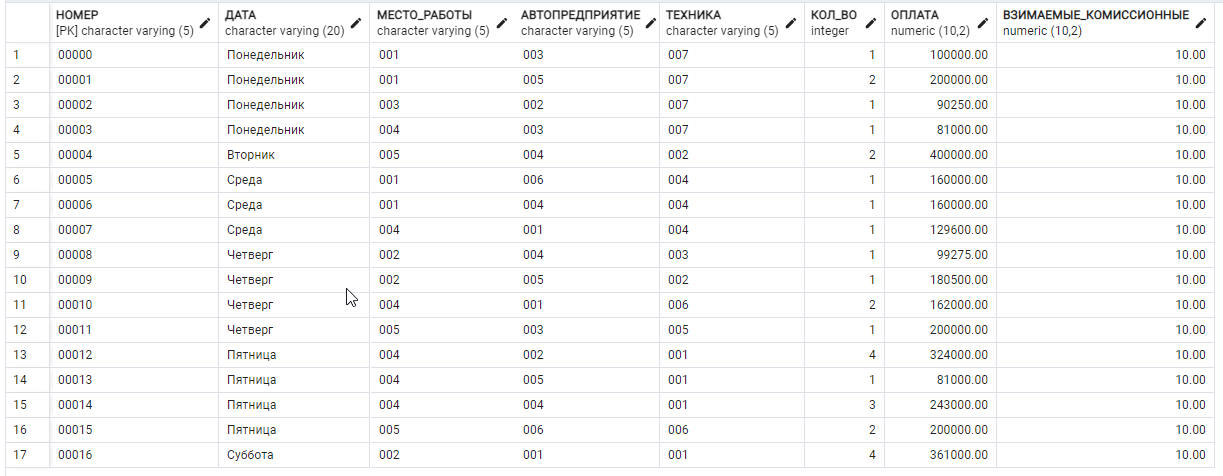 НОМЕР ДАТА МЕСТО_РАБОТЫ АВТОПРЕДПРИЯТИЕ ТЕХНИКА КОЛ_ВО ОПЛАТА ВЗИМАЕМЫЕ_КОМИССИОННЫЕ
[PK] character varying (5) character varying (20) character varying (5) character varying (5) character varying (5) integer numeric (10,2) numeric (10,2)
1 00000 Понедельник 001 003 007 1 100000.00 10.00
2 00001 Понедельник 001 005 007 2 200000.00 10.00
3 00002 Понедельник 003 002 007 1 90250.00 10.00
4 00003 Понедельник 004 003 007 1 81000.00 10.00
5 00004 Вторник 005 004 002 2 400000.00 10.00
6 00005 Среда 001 006 004 1 160000.00 10.00
7 00006 Среда 001 004 004 1 160000.00 10.00
8 00007 Среда 004 001 004 1 129600.00 10.00
9 00008 Четверг 002 004 003 1 99275.00 10.00
10 00009 Четверг 002 005 002 1 180500.00 10.00
11 00010 Четверг 004 001 006 2 162000.00 10.00
12 00011 Четверг 005 003 005 1 200000.00 10.00
13 00012 Пятница 004 002 001 4 324000.00 10.00
14 00013 Пятница 004 005 001 1 81000.00 10.00
15 00014 Пятница 004 004 001 3 243000.00 10.00
16 00015 Пятница 005 006 006 2 200000.00 10.00
17 00016 Суббота 002 001 001 4 361000.00 10.00